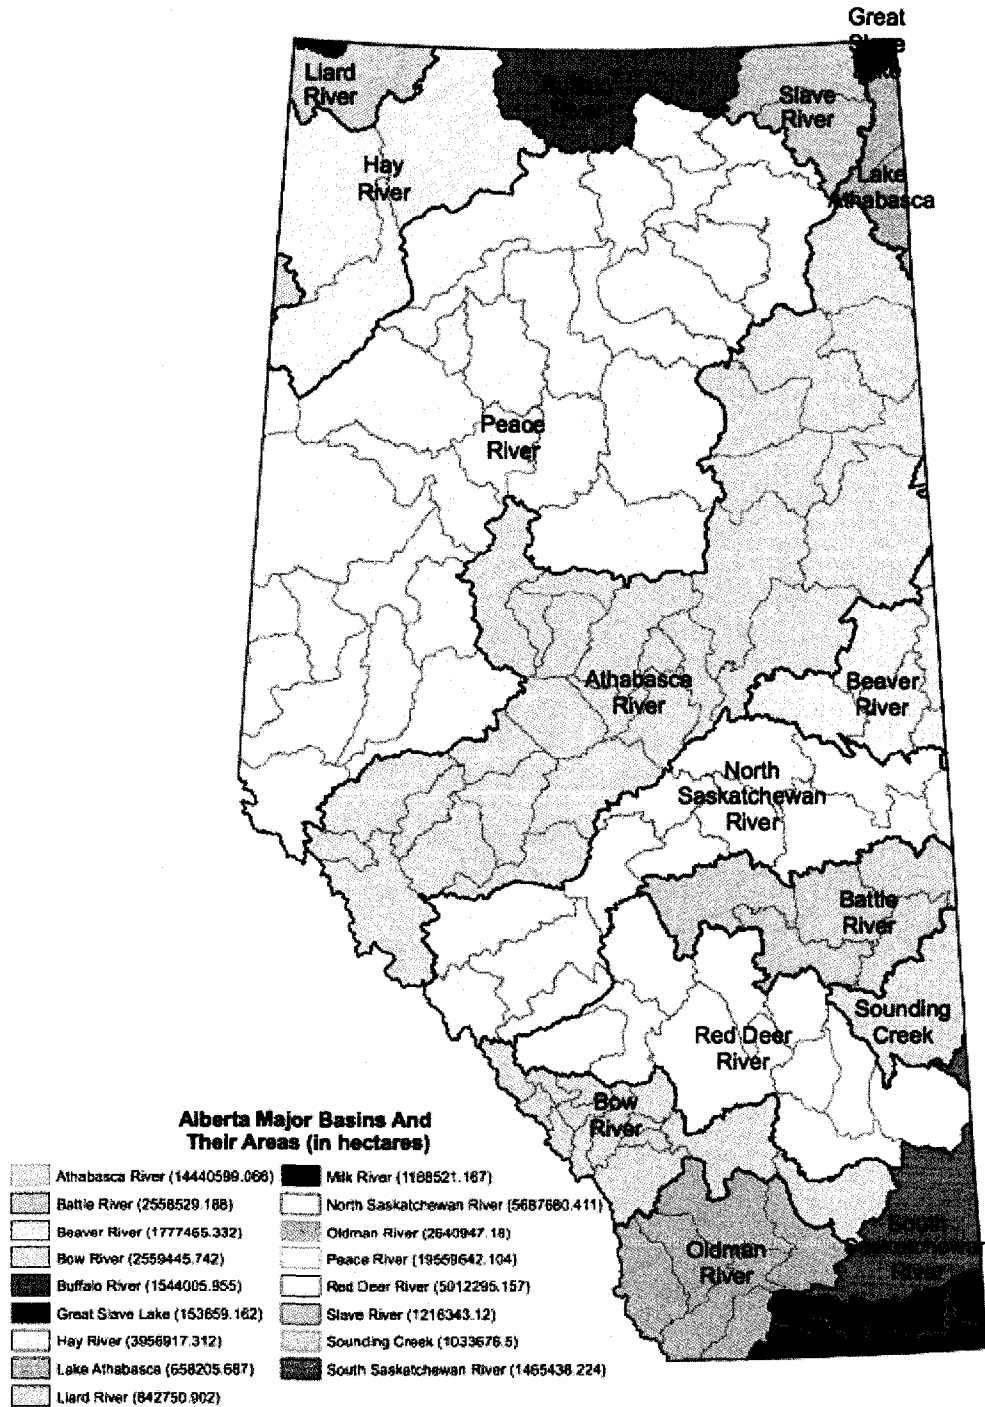 Great
Slave
Lake
Liard
River
Slave
River
Hay
River
Lake
Athabasca
Peace
River
Athabasca
River
Beaver
River
North
Saskatchewan
River
Battle
River
Sounding
Creek
Red Deer
River
Bow
River
Oldman
River
South
Saskatchewan
River
Alberta Major Basins And
Their Areas (in hectares)
Athabasca River (14440599.066)
Battle River (2558529.188)
Beaver River (1777465.332)
Bow River (2559445.742)
Buffalo River (1544005.955)
Great Slave Lake (153659.162)
Hay River (3956917.312)
Lake Athabasca (658205.687)
Liard River (842750.902)
Milk River (1188521.167)
North Saskatchewan River (5687680.411)
Oldman River (2640947.18)
Peace River (19559642.104)
Red Deer River (5012295.157)
Slave River (1216343.12)
Sounding Creek (1033676.5)
South Saskatchewan River (1465438.224)